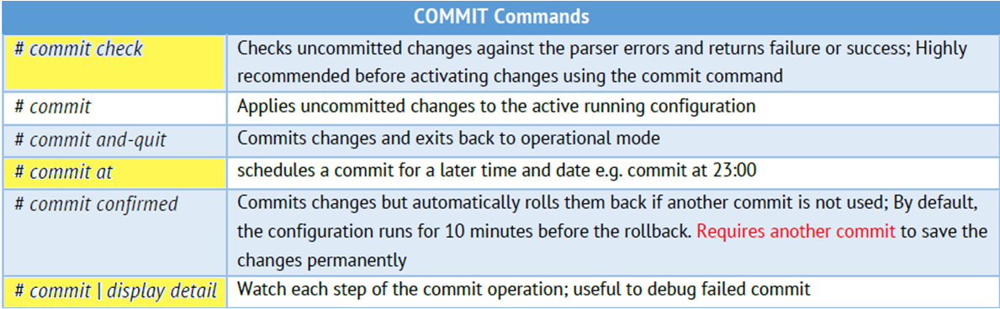 COMMIT Commands
# commit check
Checks uncommitted changes against the parser errors and returns failure or success; Highly
recommended before activating changes using the commit command
# commit
Applies uncommitted changes to the active running configuration
# commit and-quit
Commits changes and exits back to operational mode
# commit at
schedules a commit for a later time and date e.g. commit at 23:00
# commit confirmed
Commits changes but automatically rolls them back if another commit is not used; By default,
the configuration runs for 10 minutes before the rollback. Requires another commit to save the
changes permanently
# commit | display detail
Watch each step of the commit operation; useful to debug failed commit